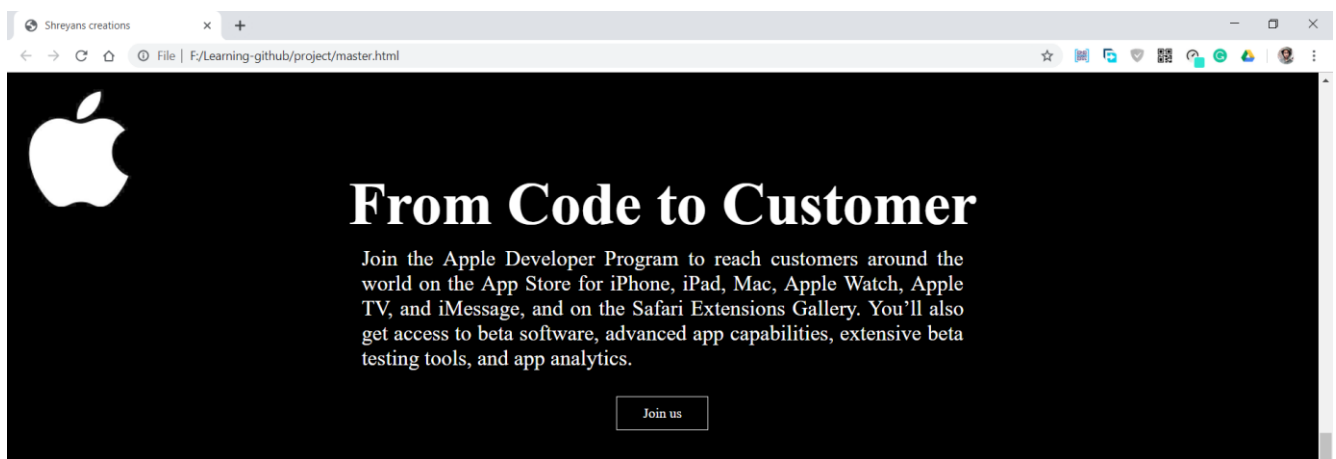 Shreyans creations
File | F:/Learning-github/project/master.html
From Code to Customer
Join the Apple Developer Program to reach customers around the
world on the App Store for iPhone, iPad, Mac, Apple Watch, Apple
TV, and iMessage, and on the Safari Extensions Gallery. You’ll also
get access to beta software, advanced app capabilities, extensive beta
testing tools, and app analytics.
Join us